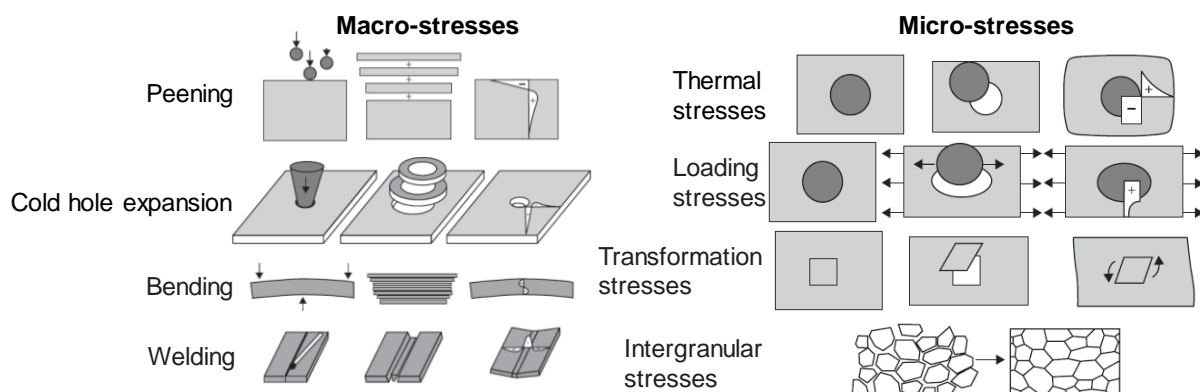 Macro-stresses
Peening
Cold hole expansion
Bending
Welding
Micro-stresses
Thermal
stresses
Loading
stresses
Transformation
stresses
Intergranular
stresses